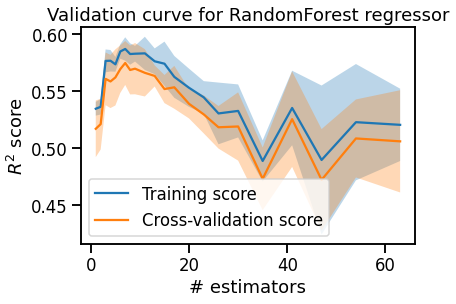 Validation curve for RandomForest regressor
0.60
0.55
0.50
0.45
R² score
Training score
Cross-validation score
0 20 40 60
# estimators